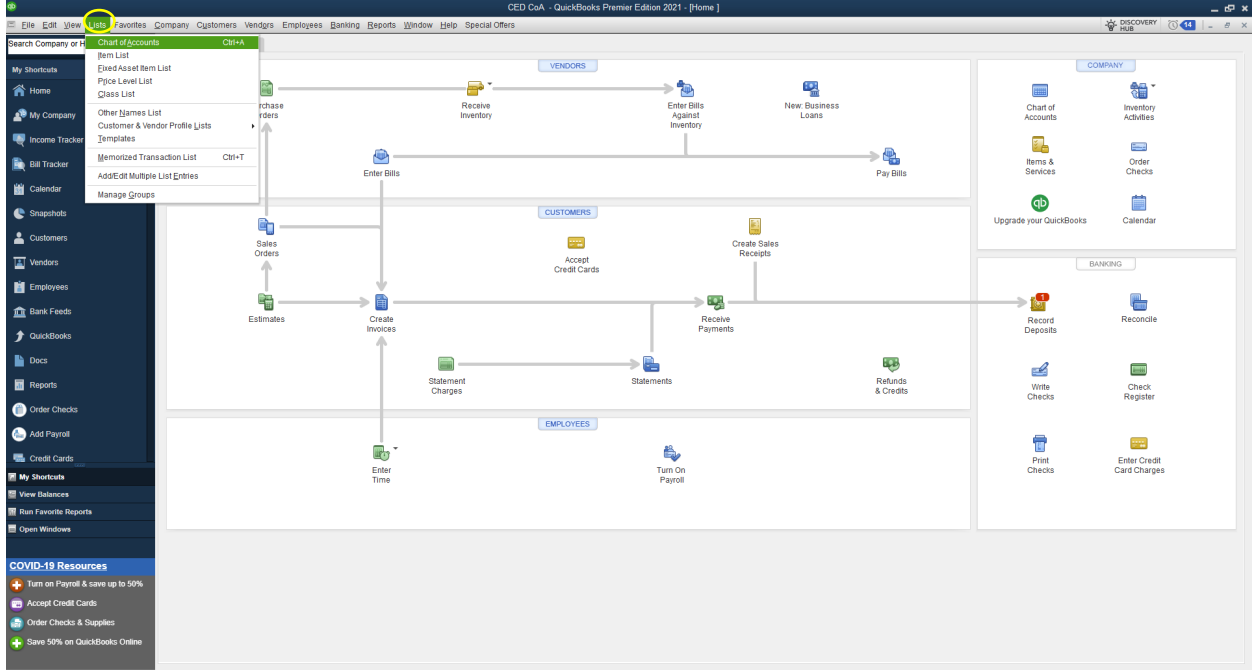 CED CoA - QuickBooks Premier Edition 2021 - [Home ]
File Edit View Lists Favorites Company Customers Vendors Employees Banking Reports Window Help Special Offers
DISCOVERY
HUB
14
Search Company or H
Chart of Accounts Ctrl+A
Item List
Fixed Asset Item List
Price Level List
Class List
Other Names List
Customer & Vendor Profile Lists
Templates
Memorized Transaction List Ctrl+T
Add/Edit Multiple List Entries
Manage Groups
My Shortcuts
Home
My Company
Income Tracker
Bill Tracker
Calendar
Snapshots
Customers
Vendors
Employees
Bank Feeds
QuickBooks
Docs
Reports
Order Checks
Add Payroll
Credit Cards
My Shortcuts
View Balances
Run Favorite Reports
Open Windows
COVID-19 Resources
Turn on Payroll & save up to 50%
Accept Credit Cards
Order Checks & Supplies
Save 50% on QuickBooks Online
VENDORS
rchase
rders
Receive
Inventory
Enter Bills
Against
Inventory
New: Business
Loans
Enter Bills
Pay Bills
CUSTOMERS
Sales
Orders
Accept
Credit Cards
Create Sales
Receipts
Estimates
Create
Invoices
Receive
Payments
Statement
Charges
Statements
Refunds
& Credits
EMPLOYEES
Enter
Time
Turn On
Payroll
COMPANY
Chart of
Accounts
Inventory
Activities
Items &
Services
Order
Checks
qb
Upgrade your QuickBooks
Calendar
BANKING
1
Record
Deposits
Reconcile
Write
Checks
Check
Register
Print
Checks
Enter Credit
Card Charges